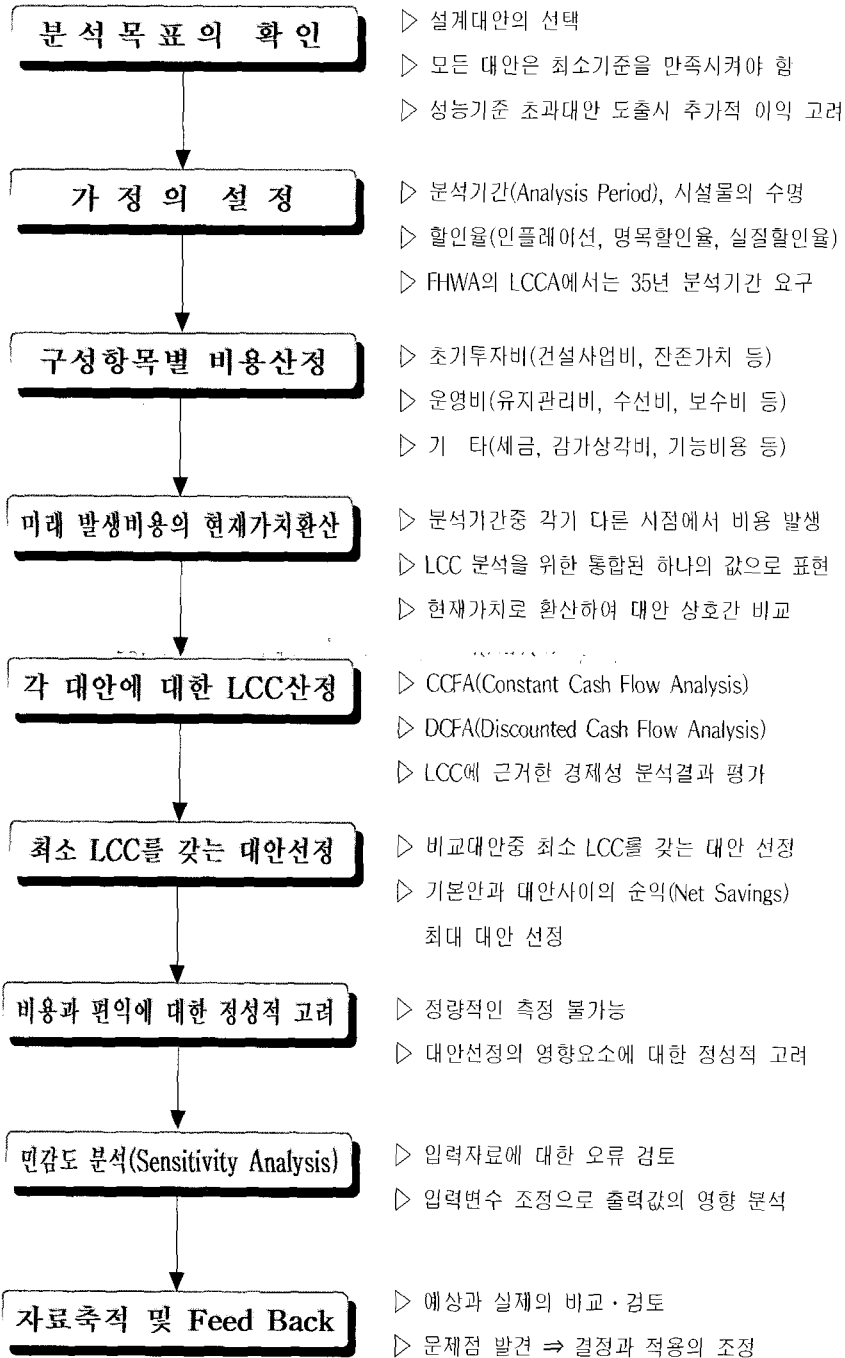 분석목표의 확인
▷ 설계대안의 선택
▷ 모든 대안은 최소기준을 만족시켜야 함
▷ 성능기준 초과대안 도출시 추가적 이익 고려
가정의 설정
▷ 분석기간(Analysis Period), 시설물의 수명
▷ 할인율(인플레이션, 명목할인율, 실질할인율)
▷ FHWA의 LCCA에서는 35년 분석기간 요구
구성항목별 비용산정
▷ 초기투자비(건설사업비, 잔존가치 등)
▷ 운영비(유지관리비, 수선비, 보수비 등)
▷ 기 타(세금, 감가상각비, 기능비용 등)
미래 발생비용의 현재가치환산
▷ 분석기간중 각기 다른 시점에서 비용 발생
▷ LCC 분석을 위한 통합된 하나의 값으로 표현
▷ 현재가치로 환산하여 대안 상호간 비교
각 대안에 대한 LCC산정
▷ CCFA(Constant Cash Flow Analysis)
▷ DCFA(Discounted Cash Flow Analysis)
▷ LCC에 근거한 경제성 분석결과 평가
최소 LCC를 갖는 대안선정
▷ 비교대안중 최소 LCC를 갖는 대안 선정
▷ 기본안과 대안사이의 순익(Net Savings)
최대 대안 선정
비용과 편익에 대한 정성적 고려
▷ 정량적인 측정 불가능
▷ 대안선정의 영향요소에 대한 정성적 고려
민감도 분석(Sensitivity Analysis)
▷ 입력자료에 대한 오류 검토
▷ 입력변수 조정으로 출력값의 영향 분석
자료축적 및 Feed Back
▷ 예상과 실제의 비교·검토
▷ 문제점 발견 ⇒ 결정과 적용의 조정